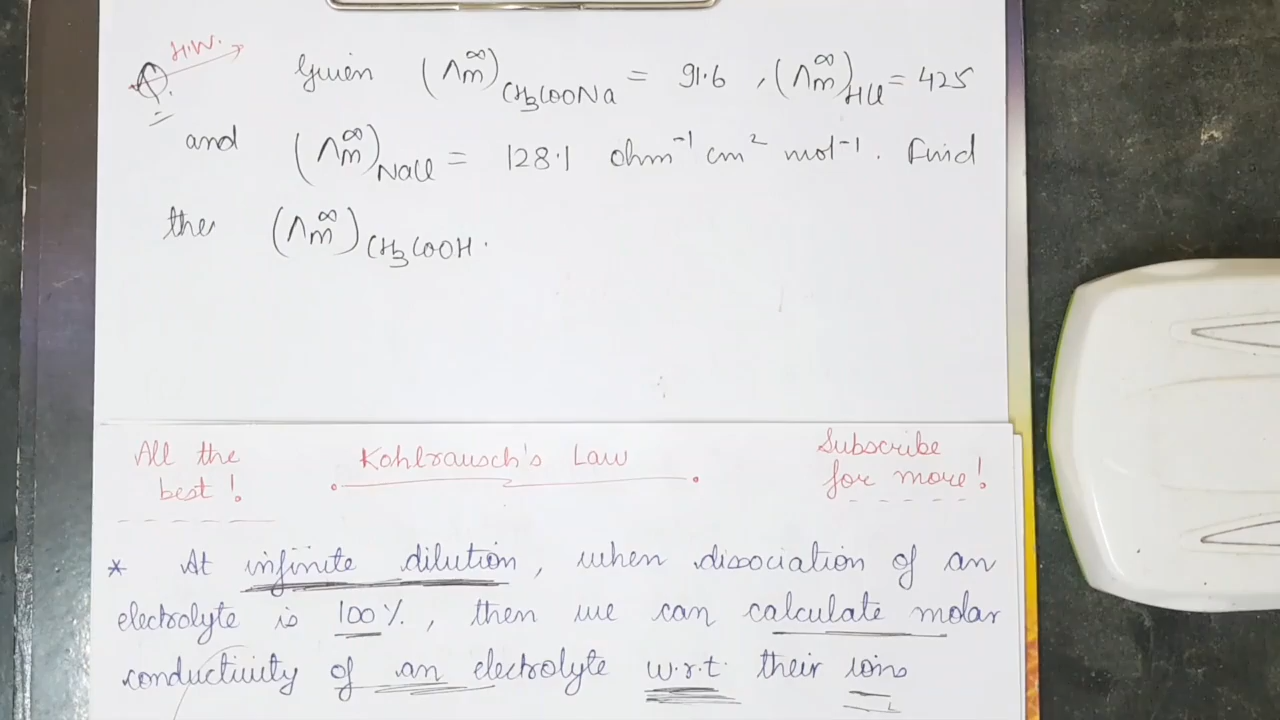 H.W.
Q. Given (Λm∞)CH3COONa = 91.6 , (Λm∞)HCl = 425
and (Λm∞)NaCl = 128.1 ohm⁻¹ cm² mol⁻¹. Find
the (Λm∞)CH3COOH.
All the best!
Kohlrausch's Law
Subscribe for more!
* At infinite dilution, when dissociation of an
electrolyte is 100%, then we can calculate molar
conductivity of an electrolyte w.r.t. their ions